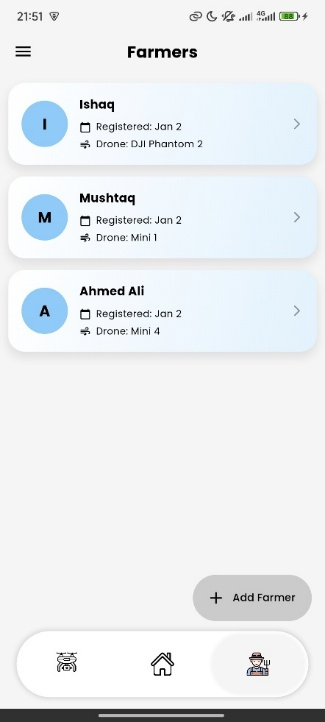 21:51
4G
88
Farmers
I
Ishaq
Registered: Jan 2
Drone: DJI Phantom 2
M
Mushtaq
Registered: Jan 2
Drone: Mini 1
A
Ahmed Ali
Registered: Jan 2
Drone: Mini 4
+ Add Farmer